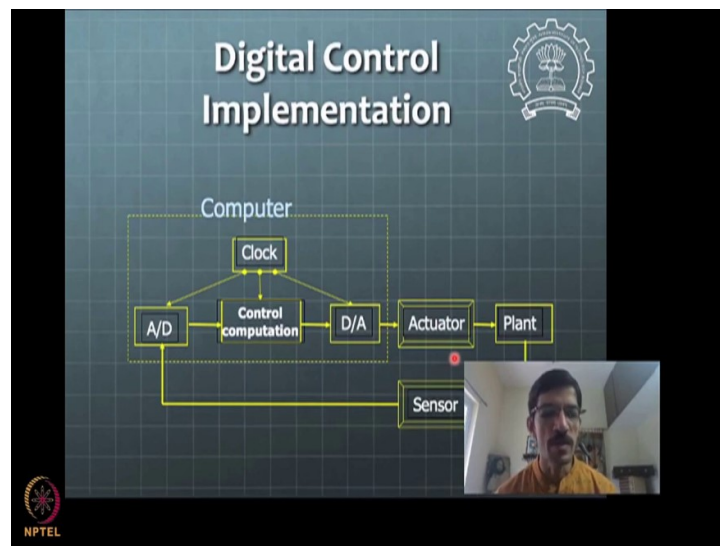 Digital Control
Implementation
Computer
Clock
A/D
Control
computation
D/A
Actuator
Plant
Sensor
NPTEL